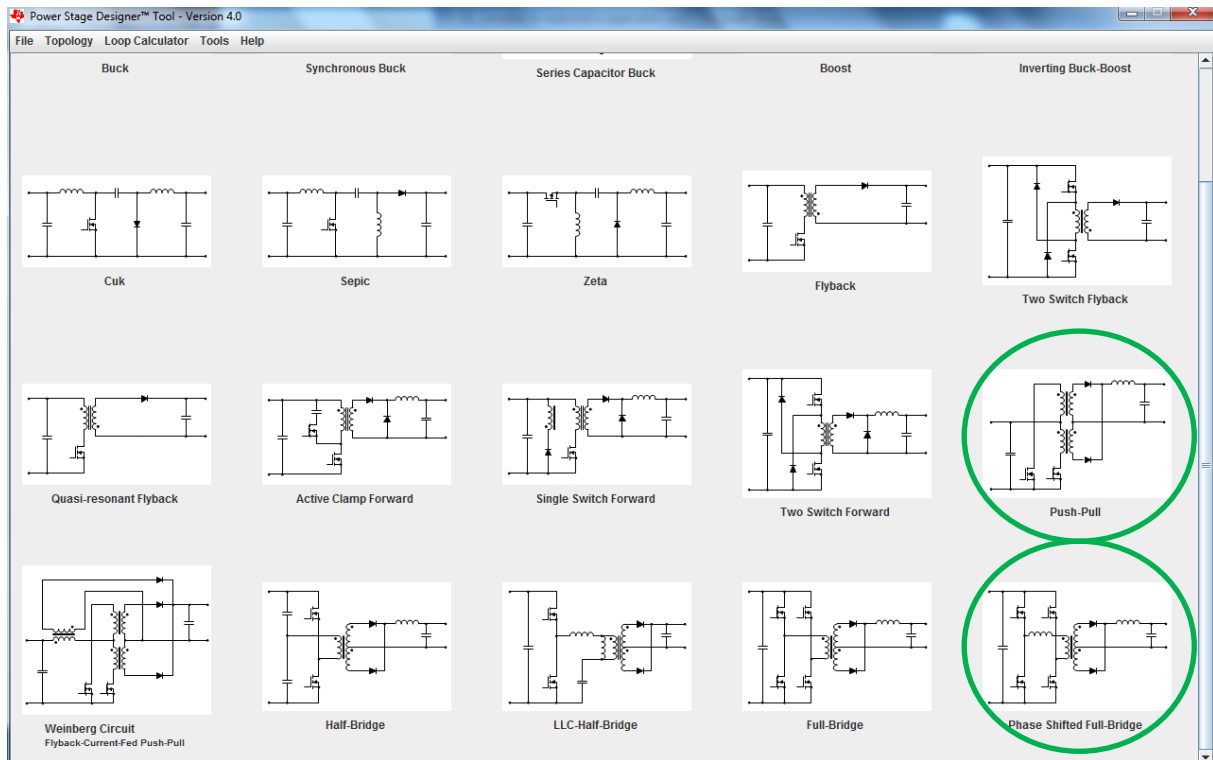 Power Stage Designer™ Tool - Version 4.0
File Topology Loop Calculator Tools Help
Buck
Synchronous Buck
Series Capacitor Buck
Boost
Inverting Buck-Boost
Cuk
Sepic
Zeta
Flyback
Two Switch Flyback
Quasi-resonant Flyback
Active Clamp Forward
Single Switch Forward
Two Switch Forward
Push-Pull
Weinberg Circuit
Flyback-Current-Fed Push-Pull
Half-Bridge
LLC-Half-Bridge
Full-Bridge
Phase Shifted Full-Bridge